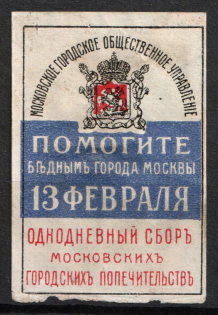 МОСКОВСКОЕ ГОРОДСКОЕ ОБЩЕСТВЕННОЕ УПРАВЛЕНІЕ
ПОМОГИТЕ
БѢДНЫМЪ ГОРОДА МОСКВЫ
13 ФЕВРАЛЯ
ОДНОДНЕВНЫЙ СБОРЪ
МОСКОВСКИХЪ
ГОРОДСКИХЪ ПОПЕЧИТЕЛЬСТВЪ